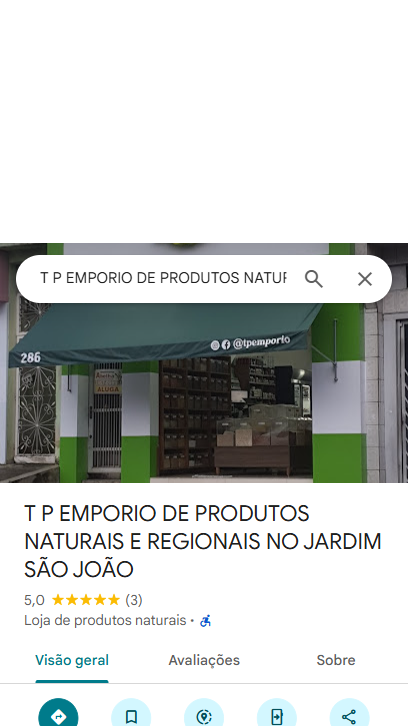 T P EMPORIO DE PRODUTOS NATUR
286
@tpemporio
ALUGA
T P EMPORIO DE PRODUTOS
NATURAIS E REGIONAIS NO JARDIM
SÃO JOÃO
5,0 ★★★★★ (3)
Loja de produtos naturais ·
Visão geral
Avaliações
Sobre